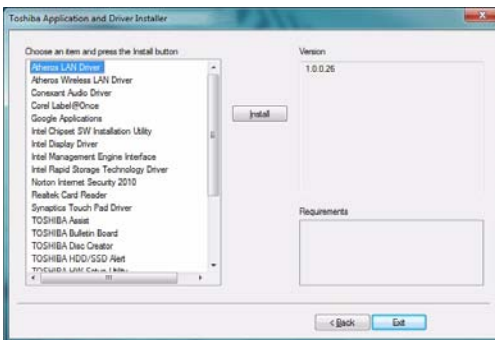 Toshiba Application and Driver Installer
Choose an item and press the Install button
Atheros LAN Driver
Atheros Wireless LAN Driver
Conexant Audio Driver
Corel Label@Once
Google Applications
Intel Chipset SW Installation Utility
Intel Display Driver
Intel Management Engine Interface
Intel Rapid Storage Technology Driver
Norton Internet Security 2010
Realtek Card Reader
Synaptics Touch Pad Driver
TOSHIBA Assist
TOSHIBA Bulletin Board
TOSHIBA Disc Creator
TOSHIBA HDD/SSD Alert
TOSHIBA HW Setup Utility
Install
Version
1.0.0.26
Requirements
< Back
Exit